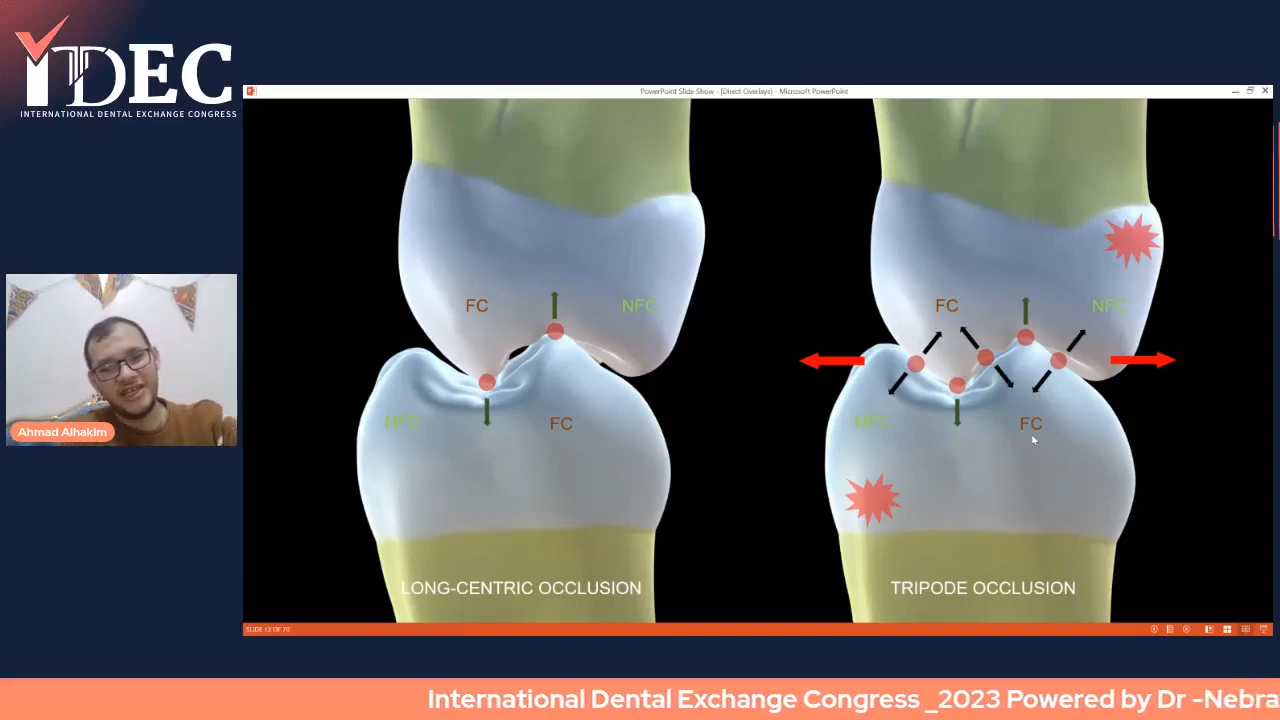 iTDEC
INTERNATIONAL DENTAL EXCHANGE CONGRESS
PowerPoint Slide Show - [Direct Overlays] - Microsoft PowerPoint
FC
NFC
FC
NFC
NFC
FC
NFC
FC
LONG-CENTRIC OCCLUSION
TRIPODE OCCLUSION
Ahmad Alhakim
SLIDE 13 OF 70
International Dental Exchange Congress _2023 Powered by Dr -Nebra